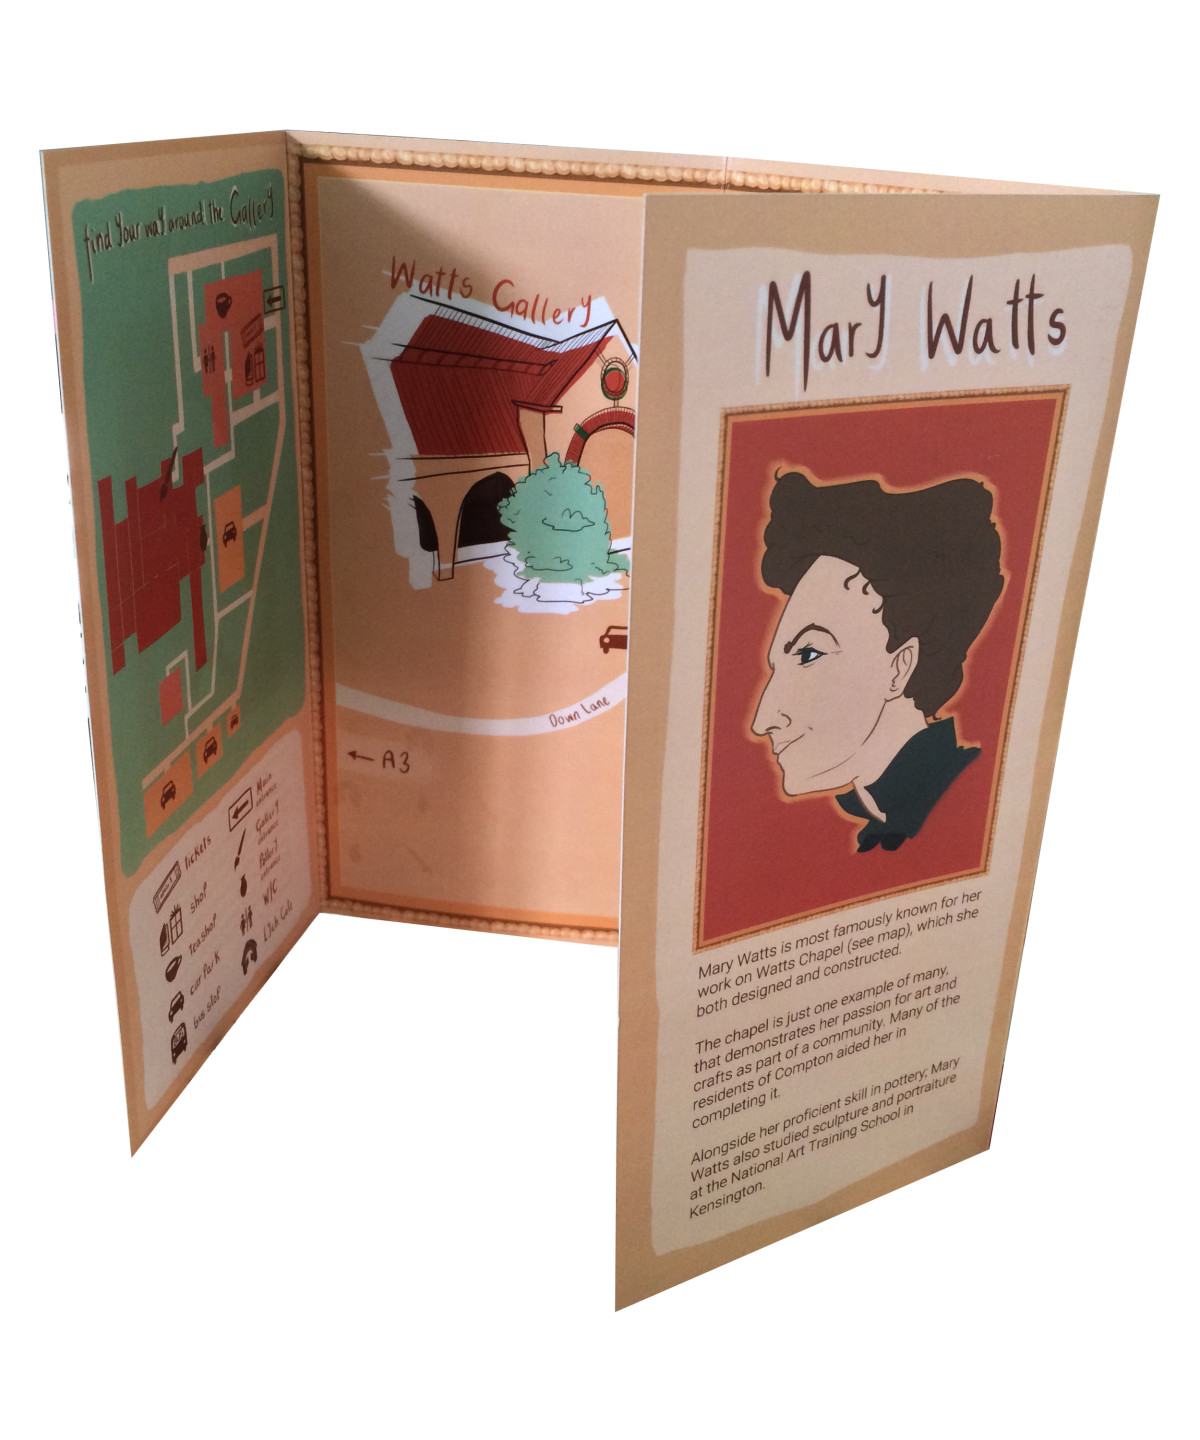 find your way around the Gallery
tickets
shop
teashop
car park
bus stop
Main
entrance
Gallery
entrance
Pottery
entrance
W/C
Watts Gallery
Down Lane
← A3
Mary Watts
Mary Watts is most famously known for her
work on Watts Chapel (see map), which she
both designed and constructed.
The chapel is just one example of many,
that demonstrates her passion for art and
crafts as part of a community. Many of the
residents of Compton aided her in
completing it.
Alongside her proficient skill in pottery; Mary
Watts also studied sculpture and portraiture
at the National Art Training School in
Kensington.